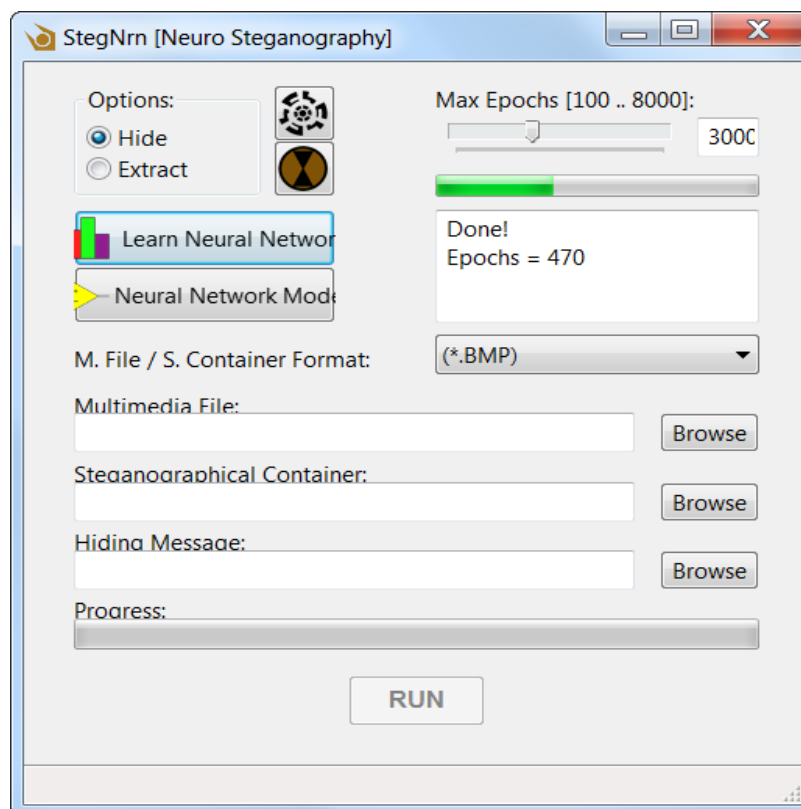 StegNrn [Neuro Steganography]
Options:
Hide
Extract
Max Epochs [100 .. 8000]:
3000
Learn Neural Networ
Neural Network Mode
Done!
Epochs = 470
M. File / S. Container Format:
(*.BMP)
Multimedia File:
Browse
Steganographical Container:
Browse
Hiding Message:
Browse
Progress:
RUN